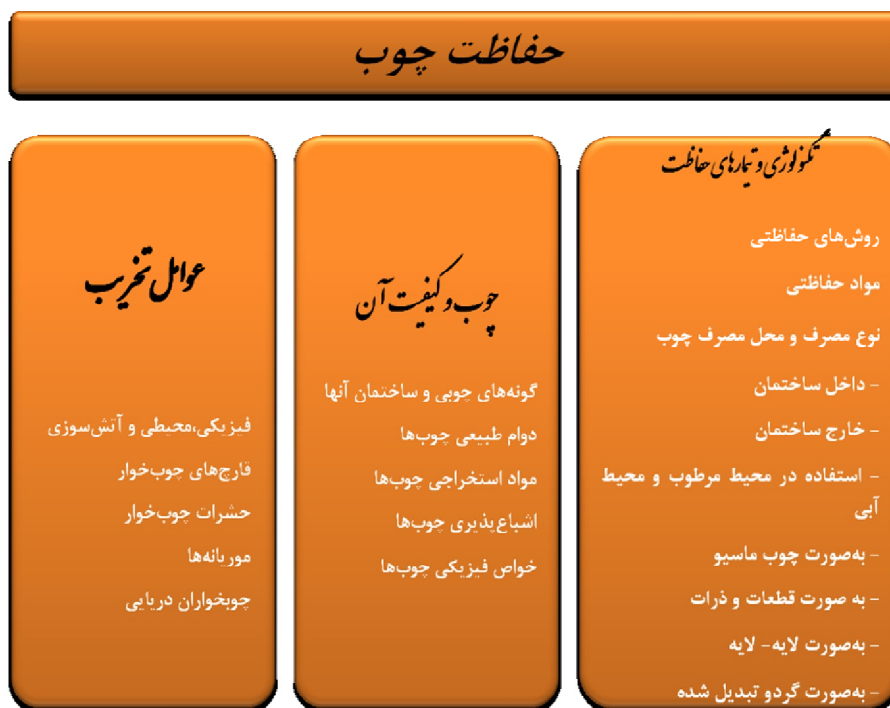 حفاظت چوب
تکنولوژی و تیمارهای حفاظت
روش‌های حفاظتی
مواد حفاظتی
نوع مصرف و محل مصرف چوب
- داخل ساختمان
- خارج ساختمان
- استفاده در محیط مرطوب و محیط
آبی
- به‌صورت چوب ماسیو
- به صورت قطعات و ذرات
- به‌صورت لایه- لایه
- به‌صورت گردو تبدیل شده
چوب و کیفیت آن
گونه‌های چوبی و ساختمان آنها
دوام طبیعی چوب‌ها
مواد استخراجی چوب‌ها
اشباع‌پذیری چوب‌ها
خواص فیزیکی چوب‌ها
عوامل تخریب
فیزیکی،محیطی و آتش‌سوزی
قارچ‌های چوب‌خوار
حشرات چوب‌خوار
موریانه‌ها
چوبخواران دریایی